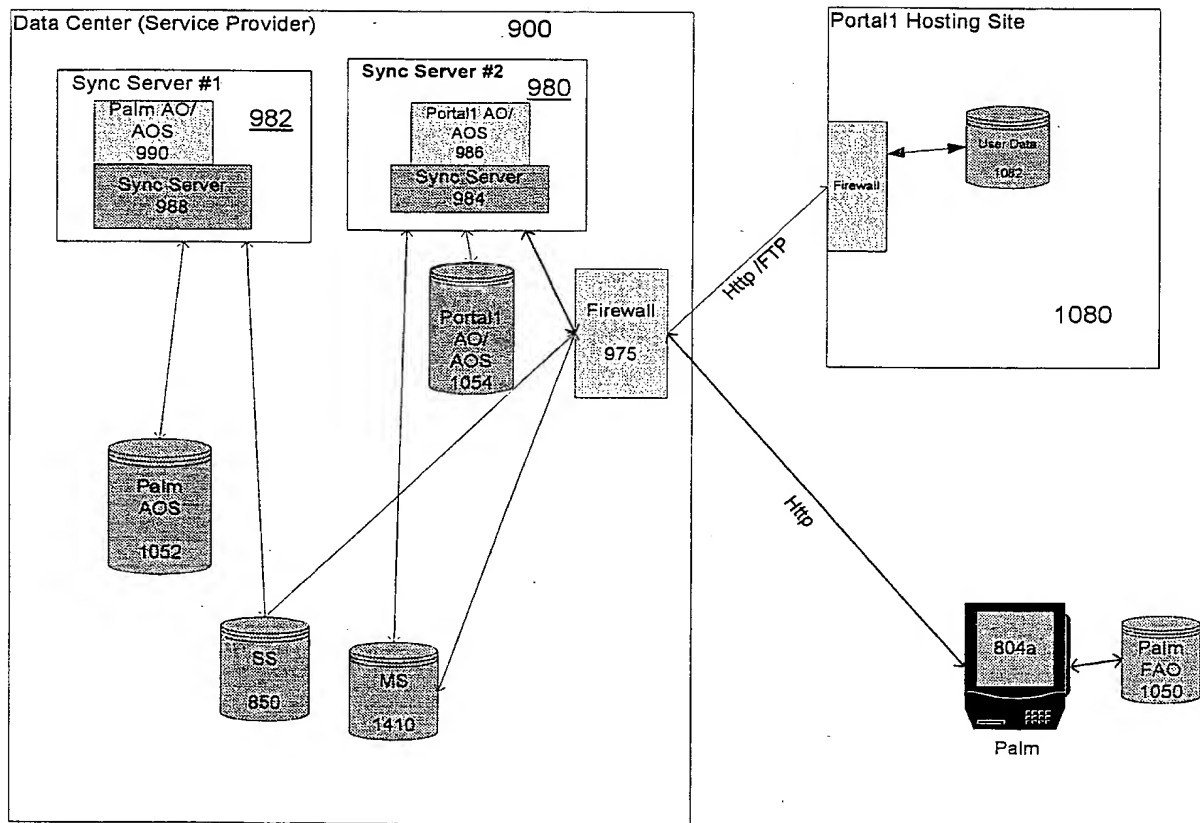 Data Center (Service Provider)
900
Sync Server #1
982
Palm AO/
AOS
990
Sync Server
988
Sync Server #2
980
Portal1 AO/
AOS
986
Sync Server
984
Portal1
AO/
AOS
1054
Firewall
975
Palm
AOS
1052
SS
850
MS
1410
Http /FTP
Http
Portal1 Hosting Site
Firewall
User Data
1082
1080
804a
Palm
Palm
FAO
1050